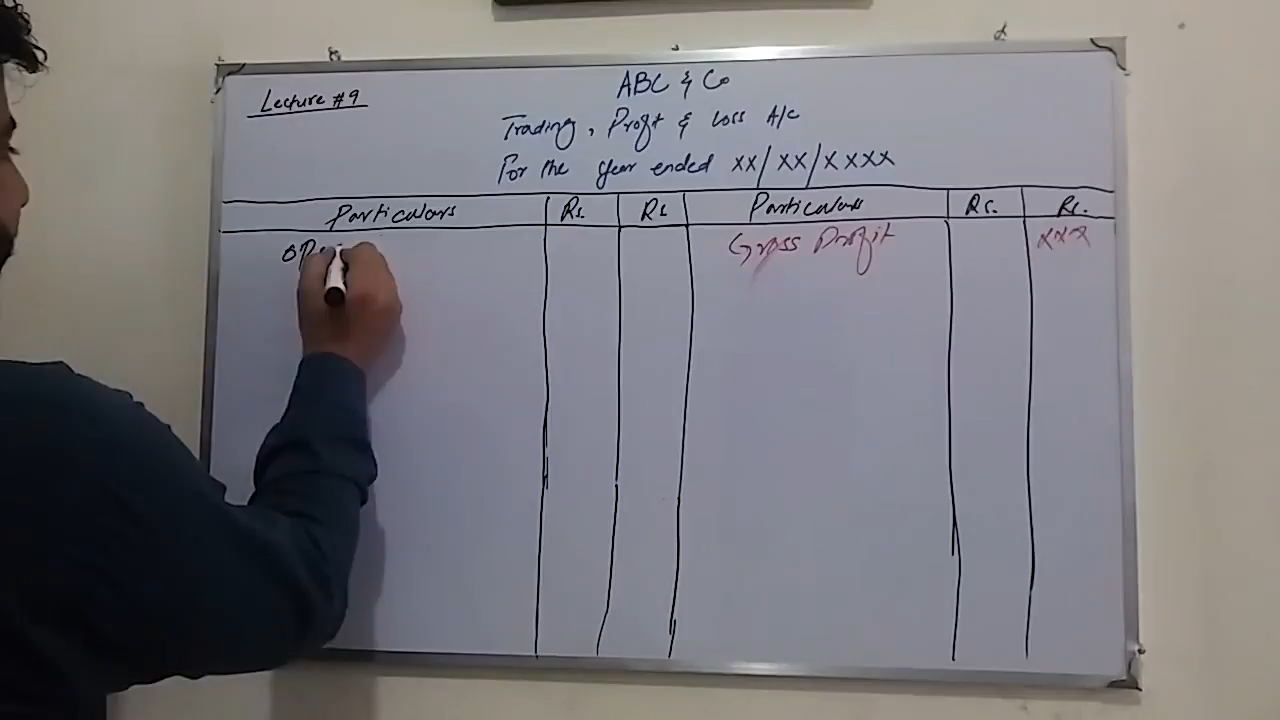 Lecture #9
ABC & Co
Trading, Profit & Loss A/c
For the year ended xx/xx/xxxx
Particulars Rs. Rs Particulars Rs. Rs.
Gross Profit xxx